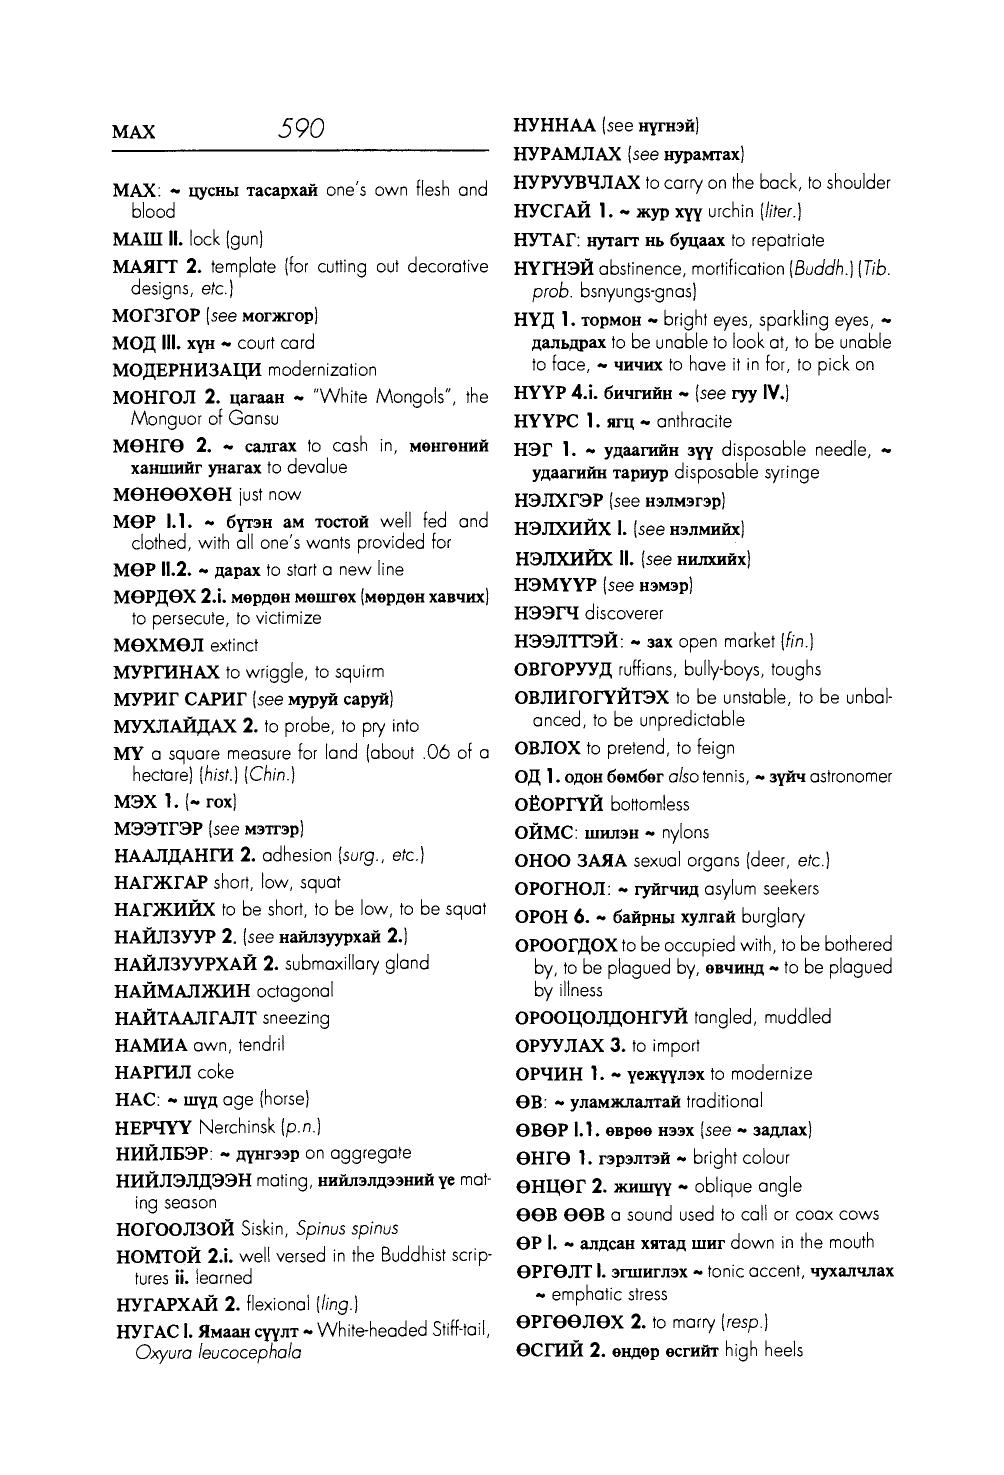 МАХ 590
МАХ: ~ цусны тасархай one's own flesh and
blood
МАШ II. lock (gun)
МАЯГТ 2. template (for cutting out decorative
designs, etc.)
МОГЗГОР (see могжгор)
МОД III. хүн ~ court card
МОДЕРНИЗАЦИ modernization
МОНГОЛ 2. цагаан ~ "White Mongols", the
Monguor of Gansu
МӨНГӨ 2. ~ салгах to cash in, мөнгөний
ханшийг унагах to devalue
МӨНӨӨХӨН just now
МӨР I.1. ~ бүтэн ам тостой well fed and
clothed, with all one's wants provided for
МӨР II.2. ~ дарах to start a new line
МӨРДӨХ 2.i. мөрдөн мөшгөх (мөрдөн хавчих)
to persecute, to victimize
МӨХМӨЛ extinct
МУРГИНАХ to wriggle, to squirm
МУРИГ САРИГ (see муруй саруй)
МУХЛАЙДАХ 2. to probe, to pry into
МҮ a square measure for land (about .06 of a
hectare) (hist.) (Chin.)
МЭХ 1. (~ гох)
МЭЭТГЭР (see мэтгэр)
НААЛДАНГИ 2. adhesion (surg., etc.)
НАГЖГАР short, low, squat
НАГЖИЙХ to be short, to be low, to be squat
НАЙЛЗУУР 2. (see найлзуурхай 2.)
НАЙЛЗУУРХАЙ 2. submaxillary gland
НАЙМАЛЖИН octagonal
НАЙТААЛГАЛТ sneezing
НАМИА awn, tendril
НАРГИЛ coke
НАС: ~ шүд age (horse)
НЕРЧҮҮ Nerchinsk (p.n.)
НИЙЛБЭР: ~ дүнгээр on aggregate
НИЙЛЭЛДЭЭН mating, нийлэлдээний үе mat-
ing season
НОГООЛЗОЙ Siskin, Spinus spinus
НОМТОЙ 2.i. well versed in the Buddhist scrip-
tures ii. learned
НУГАРХАЙ 2. flexional (ling.)
НУГАС I. Ямаан сүүлт ~ White-headed Stiff-tail,
Oxyura leucocephala
НУННАА (see нүгнэй)
НУРАМЛАХ (see нурамтах)
НУРУУВЧЛАХ to carry on the back, to shoulder
НУСГАЙ 1. ~ жур хүү urchin (liter.)
НУТАГ: нутагт нь буцаах to repatriate
НҮГНЭЙ abstinence, mortification (Buddh.) (Tib.
prob. bsnyungs-gnas)
НҮД 1. тормон ~ bright eyes, sparkling eyes, ~
дальдрах to be unable to look at, to be unable
to face, ~ чичих to have it in for, to pick on
НҮҮР 4.i. бичгийн ~ (see гуу IV.)
НҮҮРС 1. ягц ~ anthracite
НЭГ 1. ~ удаагийн зүү disposable needle, ~
удаагийн тариур disposable syringe
НЭЛХГЭР (see нэлмэгэр)
НЭЛХИЙХ I. (see нэлмийх)
НЭЛХИЙХ II. (see нилхийх)
НЭМҮҮР (see нэмэр)
НЭЭГЧ discoverer
НЭЭЛТТЭЙ: ~ зах open market (fin.)
ОВГОРУУД ruffians, bully-boys, toughs
ОВЛИГОГҮЙТЭХ to be unstable, to be unbal-
anced, to be unpredictable
ОВЛОХ to pretend, to feign
ОД 1. одон бөмбөг also tennis, ~ зүйч astronomer
ОЁОРГҮЙ bottomless
ОЙМС: шилэн ~ nylons
ОНОО ЗАЯА sexual organs (deer, etc.)
ОРОГНОЛ: ~ гуйгчид asylum seekers
ОРОН 6. ~ байрны хулгай burglary
ОРООГДОХ to be occupied with, to be bothered
by, to be plagued by, өвчинд ~ to be plagued
by illness
ОРООЦОЛДОНГУЙ tangled, muddled
ОРУУЛАХ 3. to import
ОРЧИН 1. ~ үежүүлэх to modernize
ӨВ: ~ уламжлалтай traditional
ӨВӨР I.1. өврөө нээх (see ~ задлах)
ӨНГӨ 1. гэрэлтэй ~ bright colour
ӨНЦӨГ 2. жишүү ~ oblique angle
ӨӨВ ӨӨВ a sound used to call or coax cows
ӨР I. ~ алдсан хятад шиг down in the mouth
ӨРГӨЛТ I. эгшиглэх ~ tonic accent, чухалчлах
~ emphatic stress
ӨРГӨӨЛӨХ 2. to marry (resp.)
ӨСГИЙ 2. өндөр өсгийт high heels